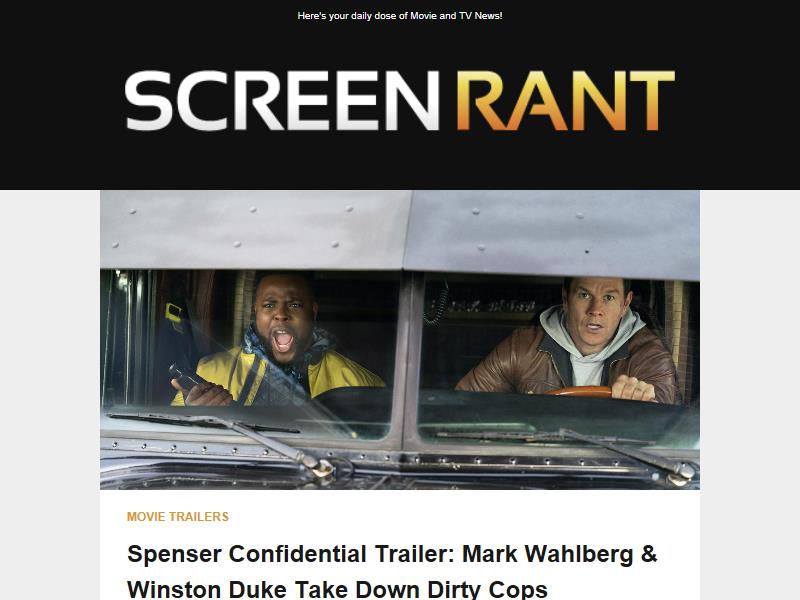 Here's your daily dose of Movie and TV News!
SCREEN RANT
MOVIE TRAILERS
Spenser Confidential Trailer: Mark Wahlberg &
Winston Duke Take Down Dirty Cops